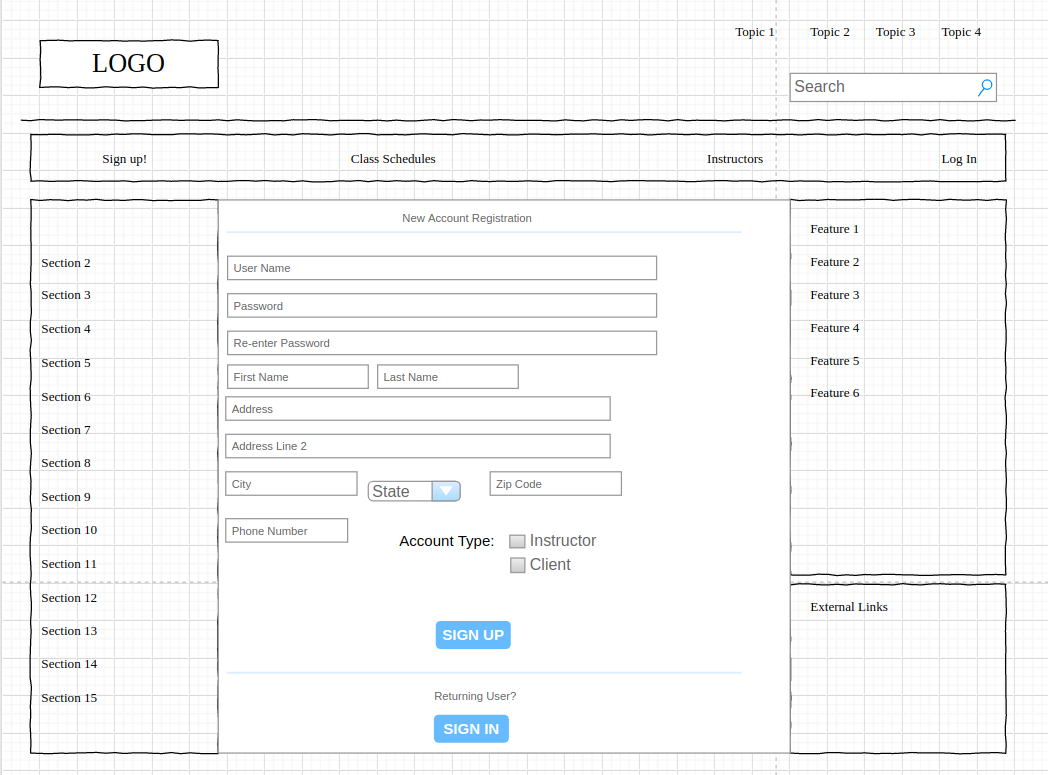 LOGO
Topic 1 Topic 2 Topic 3 Topic 4
Search
Sign up! Class Schedules Instructors Log In
Section 2
Section 3
Section 4
Section 5
Section 6
Section 7
Section 8
Section 9
Section 10
Section 11
Section 12
Section 13
Section 14
Section 15
New Account Registration
User Name
Password
Re-enter Password
First Name Last Name
Address
Address Line 2
City State Zip Code
Phone Number
Account Type: Instructor
Client
SIGN UP
Returning User?
SIGN IN
Feature 1
Feature 2
Feature 3
Feature 4
Feature 5
Feature 6
External Links